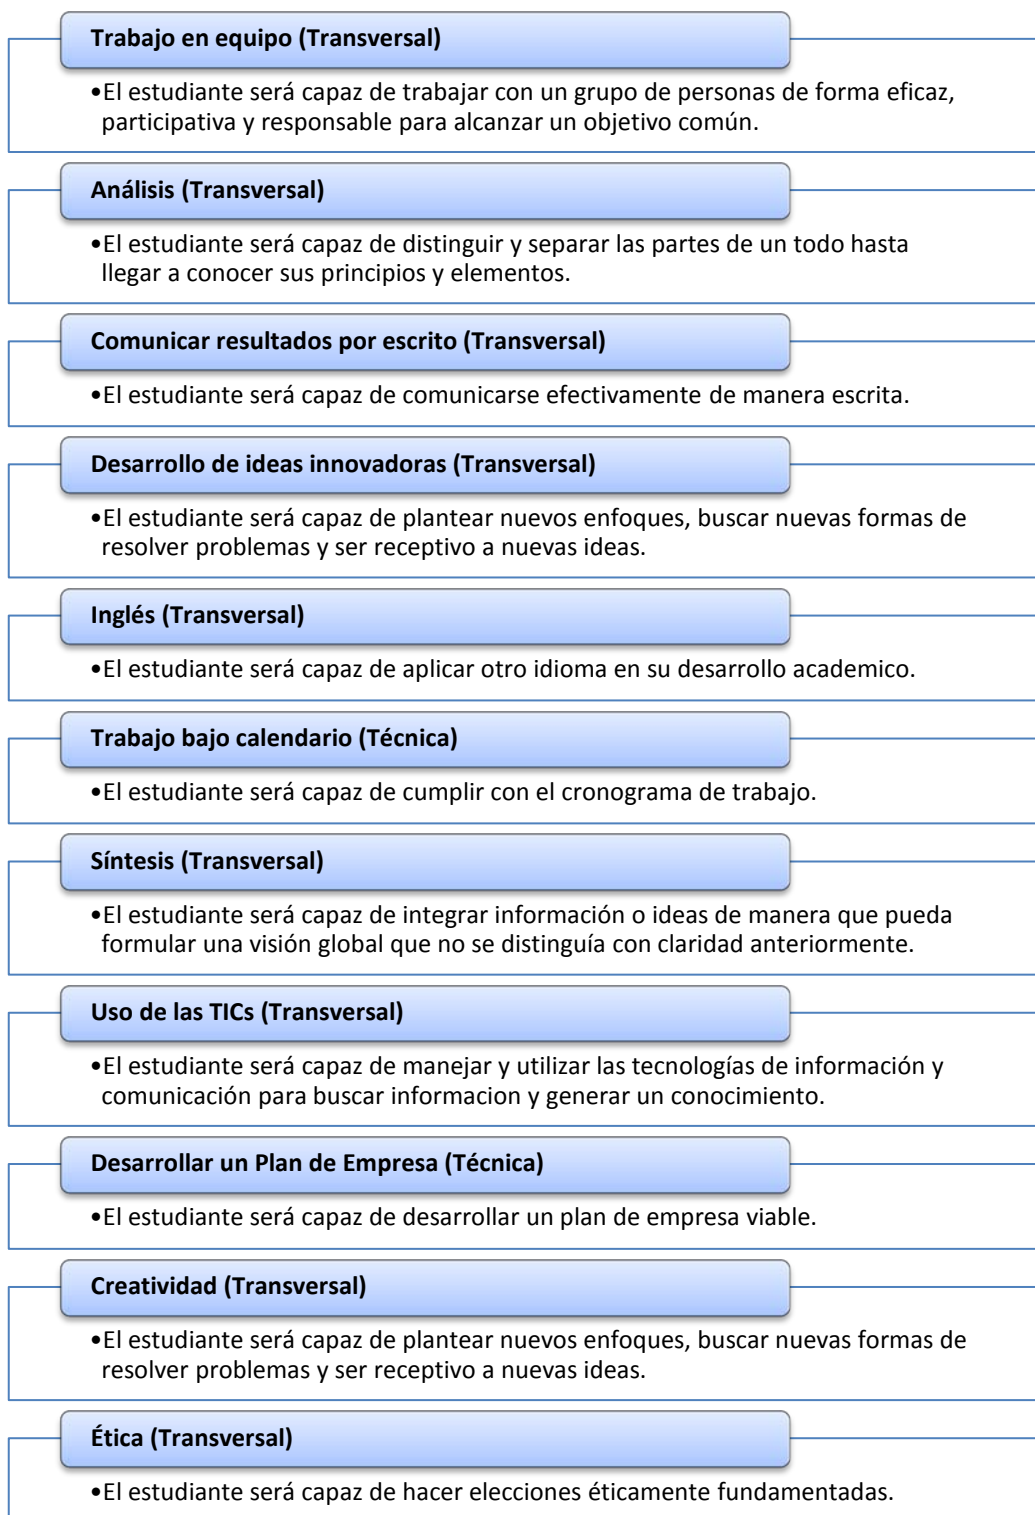 Trabajo en equipo (Transversal)
•El estudiante será capaz de trabajar con un grupo de personas de forma eficaz,
participativa y responsable para alcanzar un objetivo común.
Análisis (Transversal)
•El estudiante será capaz de distinguir y separar las partes de un todo hasta
llegar a conocer sus principios y elementos.
Comunicar resultados por escrito (Transversal)
•El estudiante será capaz de comunicarse efectivamente de manera escrita.
Desarrollo de ideas innovadoras (Transversal)
•El estudiante será capaz de plantear nuevos enfoques, buscar nuevas formas de
resolver problemas y ser receptivo a nuevas ideas.
Inglés (Transversal)
•El estudiante será capaz de aplicar otro idioma en su desarrollo academico.
Trabajo bajo calendario (Técnica)
•El estudiante será capaz de cumplir con el cronograma de trabajo.
Síntesis (Transversal)
•El estudiante será capaz de integrar información o ideas de manera que pueda
formular una visión global que no se distinguía con claridad anteriormente.
Uso de las TICs (Transversal)
•El estudiante será capaz de manejar y utilizar las tecnologías de información y
comunicación para buscar informacion y generar un conocimiento.
Desarrollar un Plan de Empresa (Técnica)
•El estudiante será capaz de desarrollar un plan de empresa viable.
Creatividad (Transversal)
•El estudiante será capaz de plantear nuevos enfoques, buscar nuevas formas de
resolver problemas y ser receptivo a nuevas ideas.
Ética (Transversal)
•El estudiante será capaz de hacer elecciones éticamente fundamentadas.